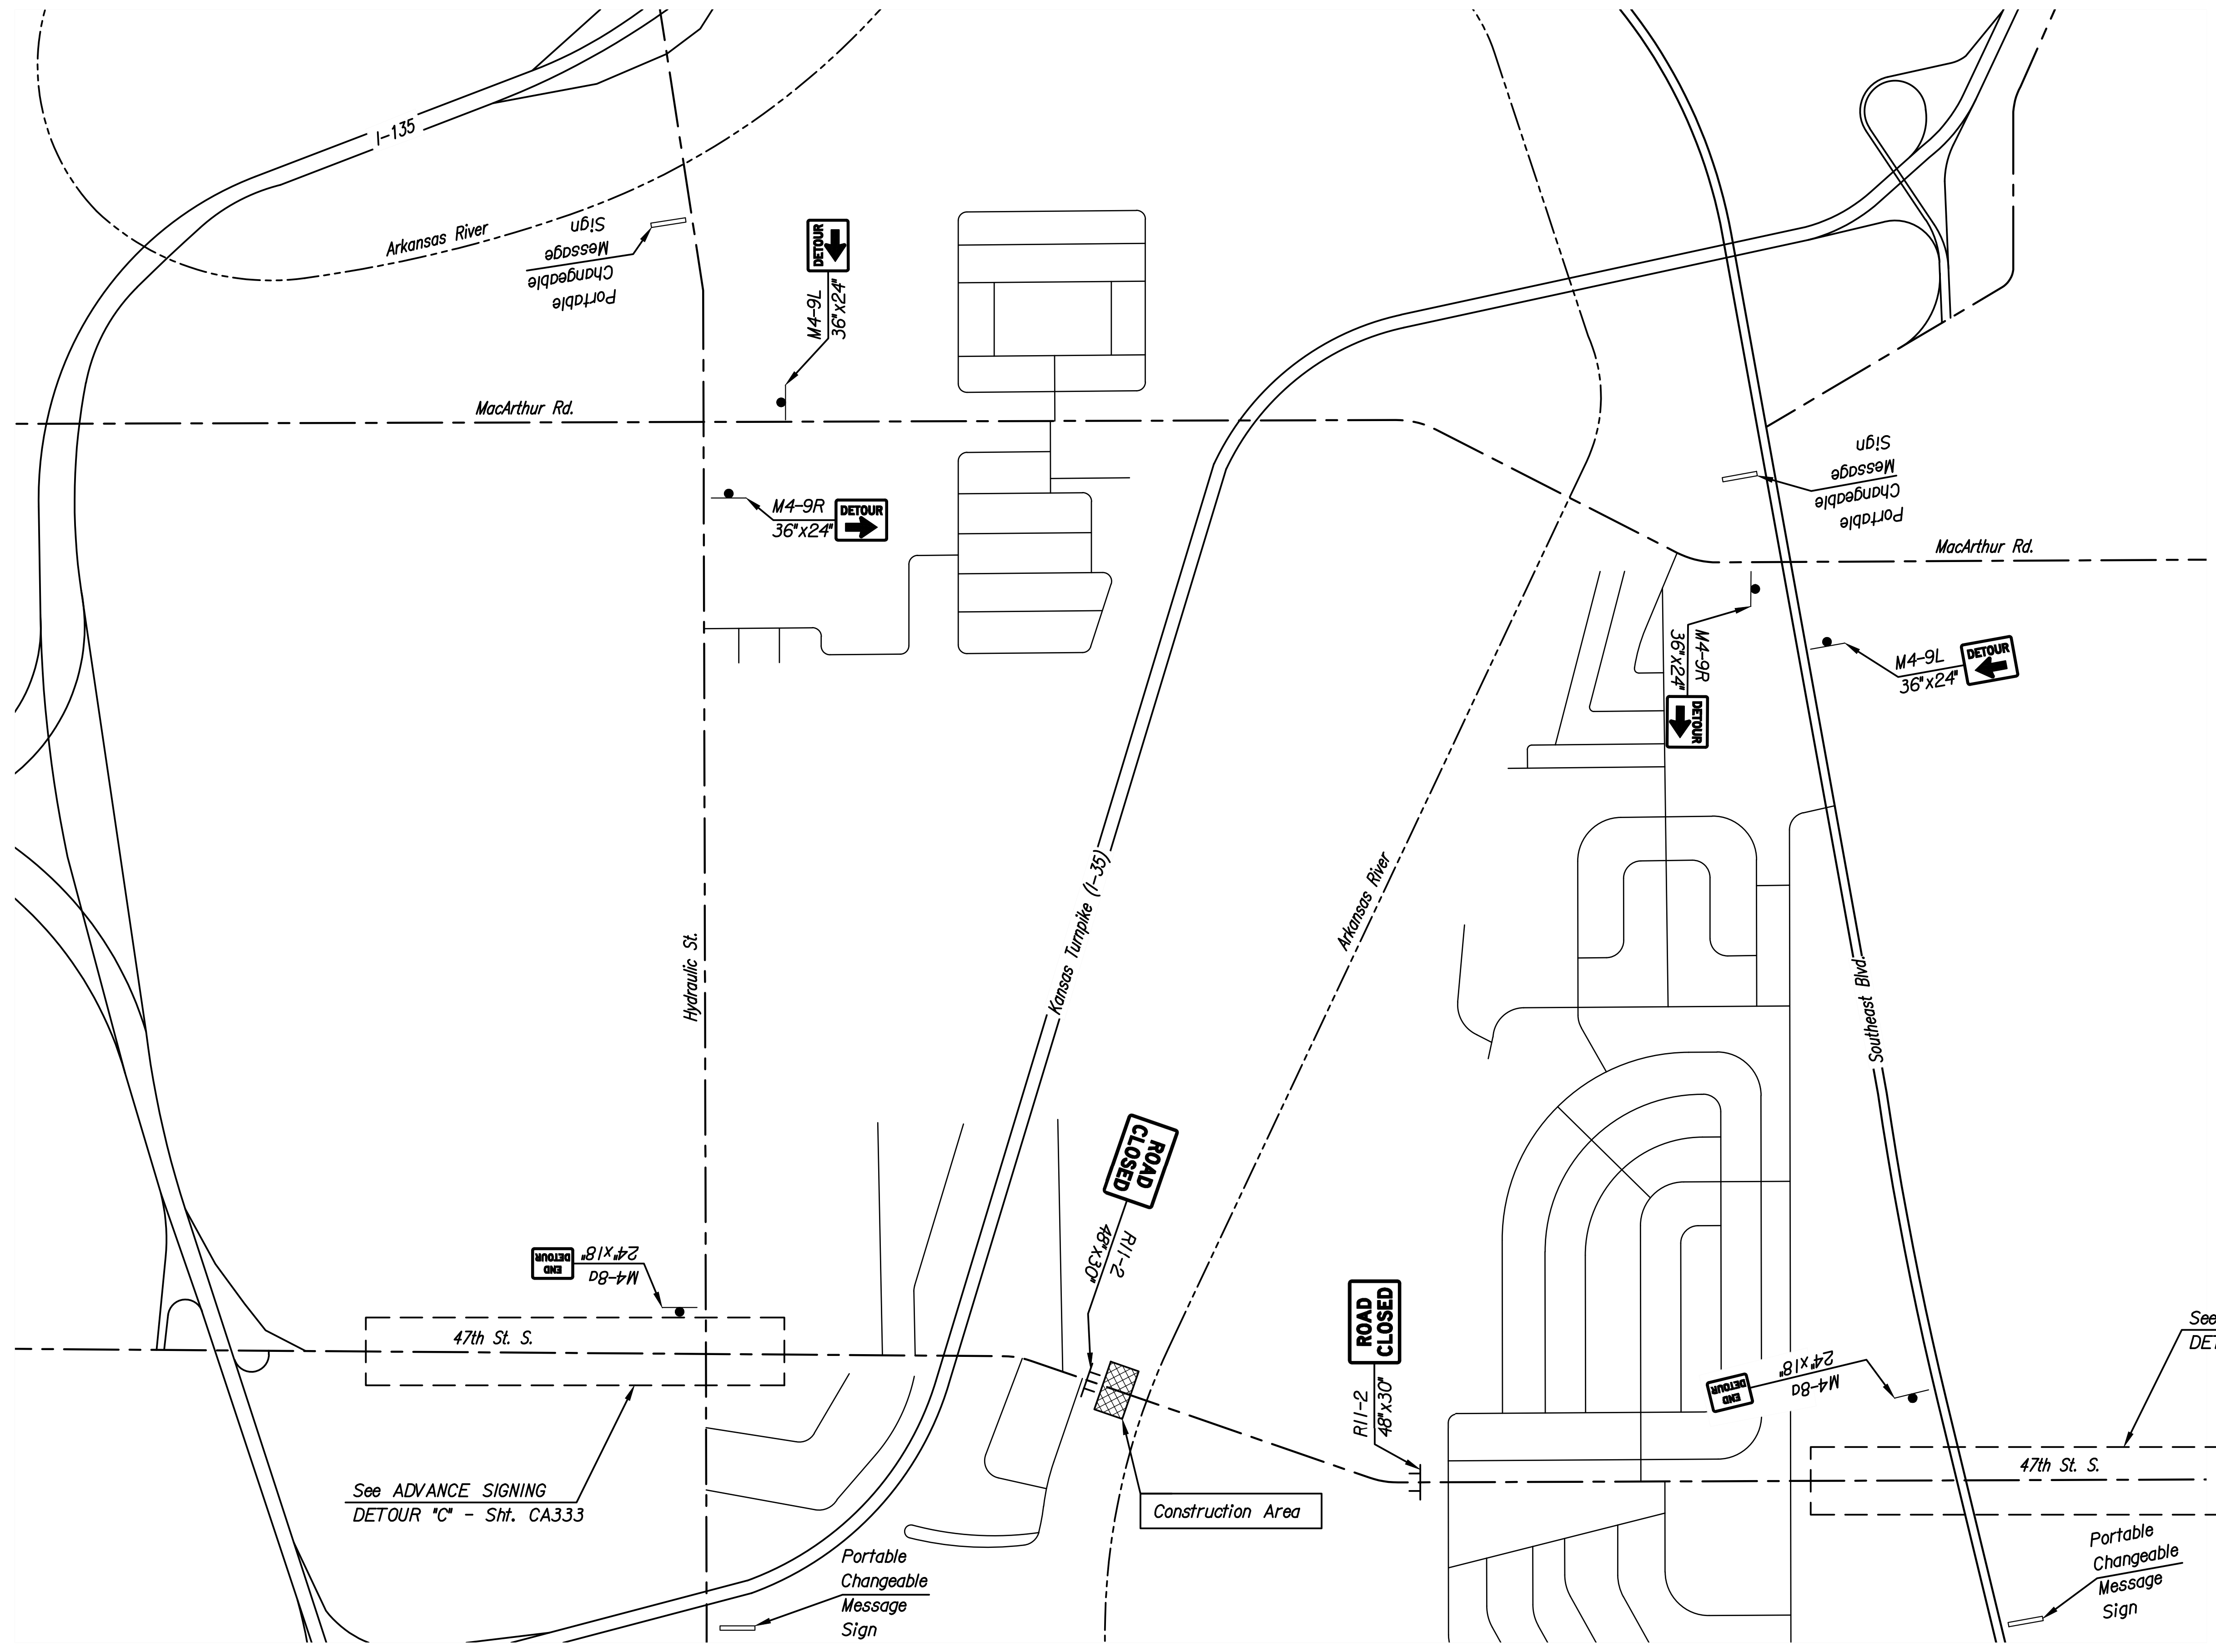 I-135
Arkansas River
Portable
Changeable
Message
Sign
DETOUR
M4-9L
36"x24"
MacArthur Rd.
M4-9R
36"x24"
DETOUR
Portable
Changeable
Message
Sign
MacArthur Rd.
M4-9R
36"x24"
DETOUR
M4-9L
36"x24"
DETOUR
Hydraulic St.
Kansas Turnpike (I-35)
Arkansas River
Southeast Blvd.
ROAD
CLOSED
R11-2
48"x30"
END
DETOUR
M4-8a
24"x18"
47th St. S.
See ADVANCE SIGNING
DETOUR "C" - Sht. CA333
ROAD
CLOSED
R11-2
48"x30"
Construction Area
END
DETOUR
M4-8a
24"x18"
See
DE
47th St. S.
Portable
Changeable
Message
Sign
Portable
Changeable
Message
Sign